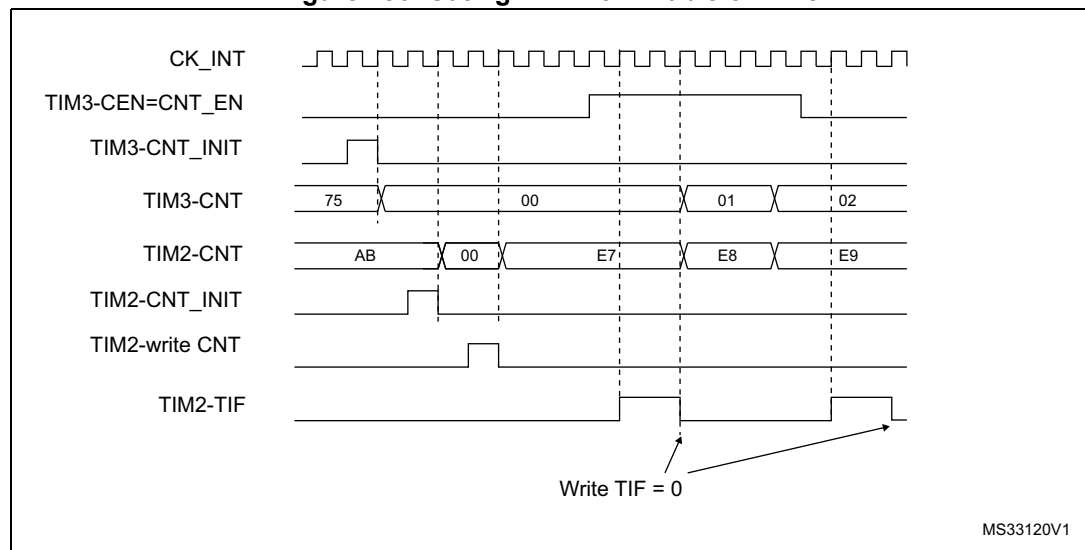 CK_INT
TIM3-CEN=CNT_EN
TIM3-CNT_INIT
TIM3-CNT 75 00 01 02
TIM2-CNT AB 00 E7 E8 E9
TIM2-CNT_INIT
TIM2-write CNT
TIM2-TIF
Write TIF = 0
MS33120V1